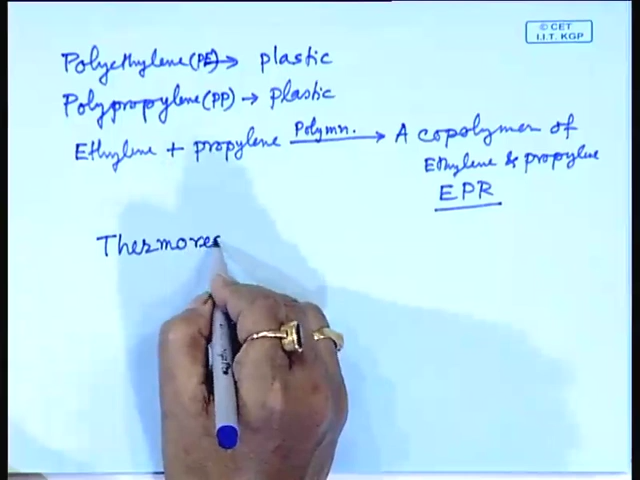 © CET
I.I.T. KGP
Polyethylene (PE) → plastic
Polypropylene (PP) → plastic
Ethylene + propylene Polymn. → A copolymer of
Ethylene & propylene
EPR
Thermores